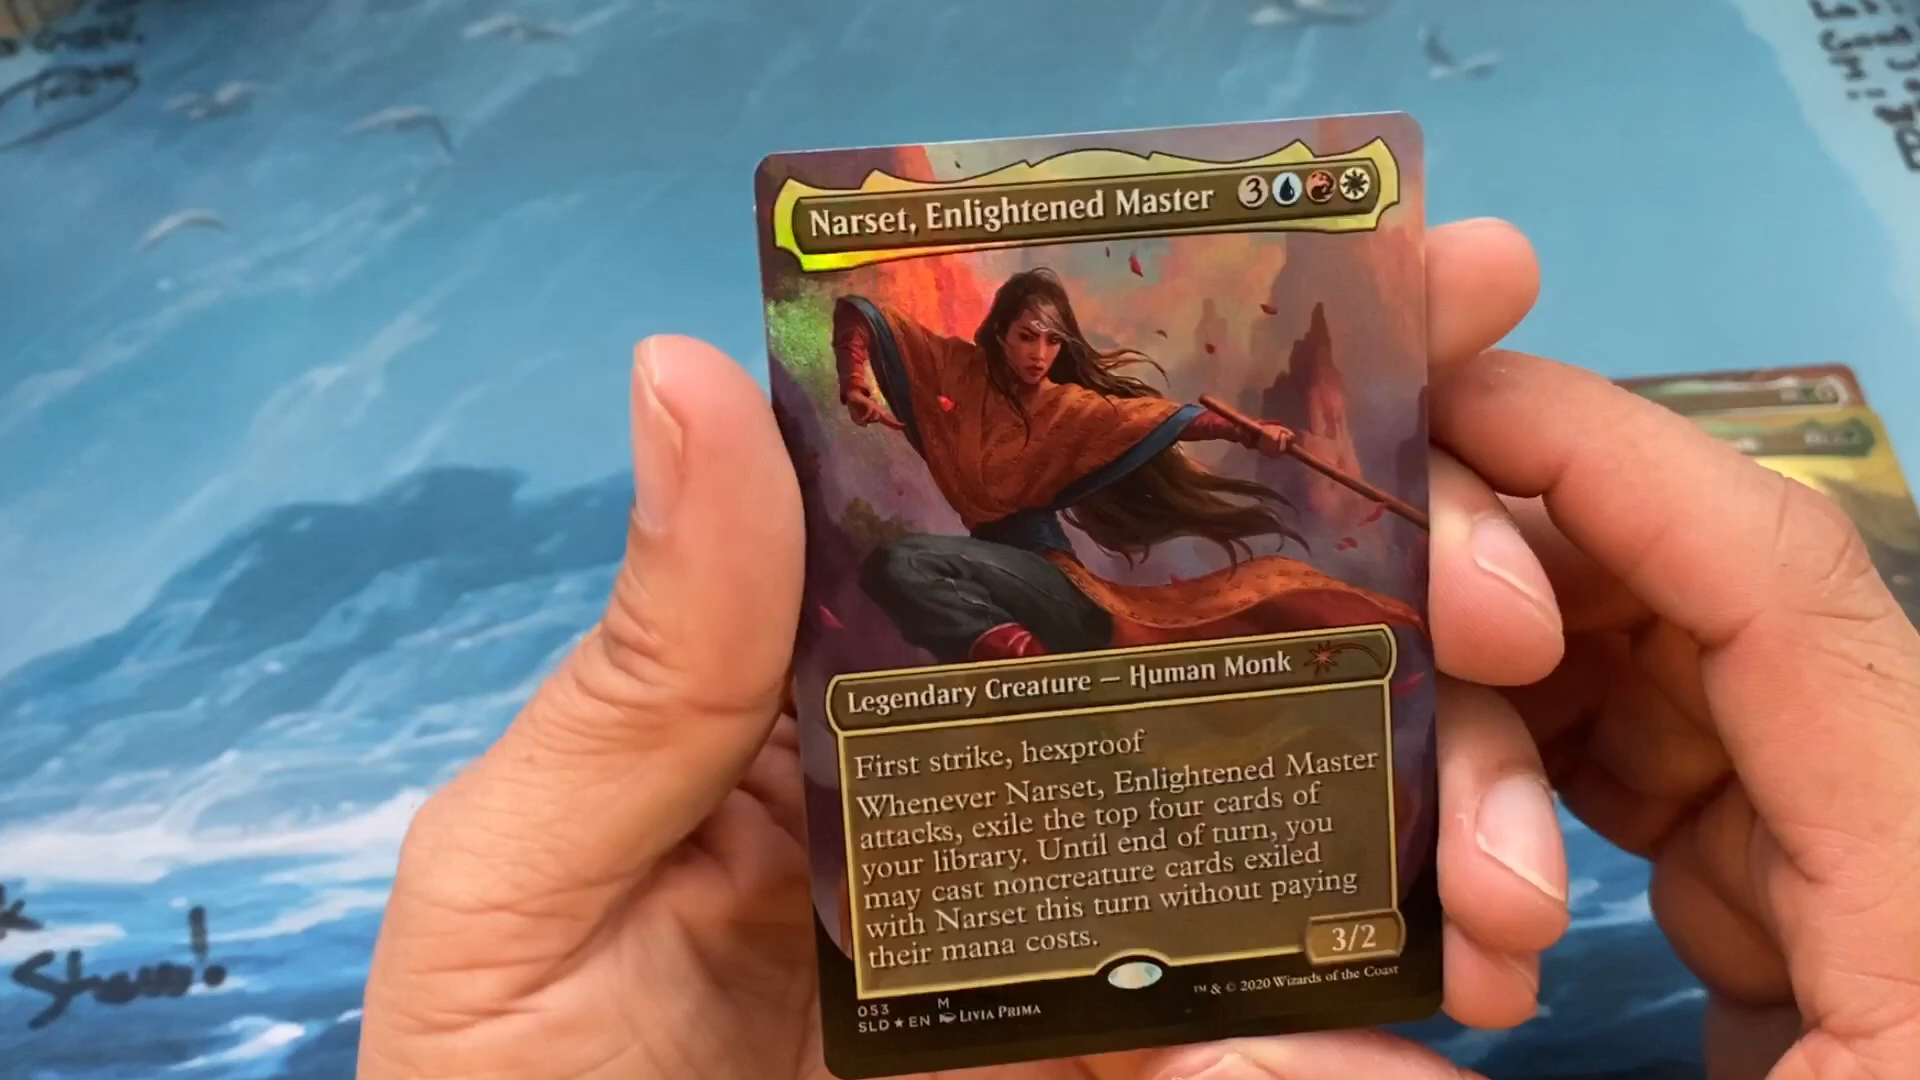 Narset, Enlightened Master 3
Legendary Creature — Human Monk
First strike, hexproof
Whenever Narset, Enlightened Master
attacks, exile the top four cards of
your library. Until end of turn, you
may cast noncreature cards exiled
with Narset this turn without paying
their mana costs.
3/2
053 M
SLD★EN LIVIA PRIMA
™ & © 2020 Wizards of the Coast